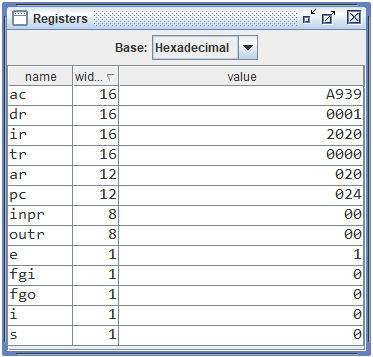 Registers
Base: Hexadecimal
name wid... value
ac 16 A939
dr 16 0001
ir 16 2020
tr 16 0000
ar 12 020
pc 12 024
inpr 8 00
outr 8 00
e 1 1
fgi 1 0
fgo 1 0
i 1 0
s 1 0